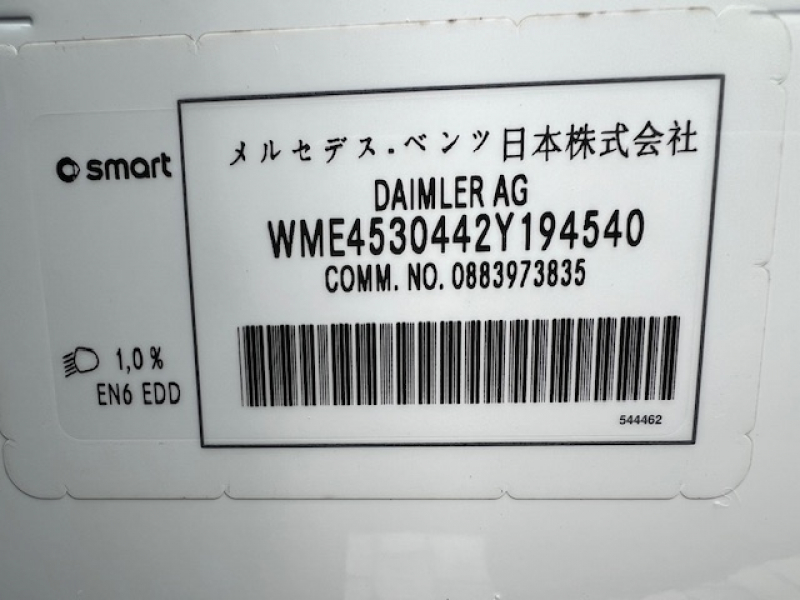 smart
メルセデス・ベンツ日本株式会社
DAIMLER AG
WME4530442Y194540
COMM. NO. 0883973835
1,0 %
EN6 EDD
544462